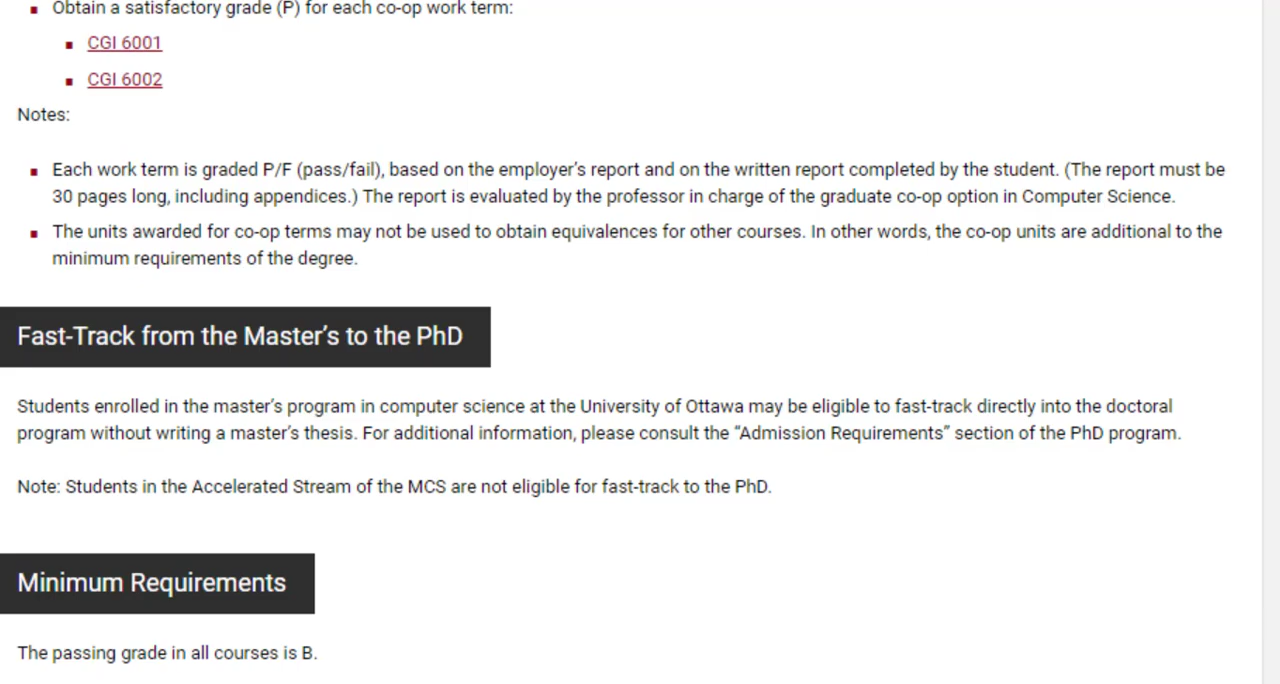 Obtain a satisfactory grade (P) for each co-op work term:
CGI 6001
CGI 6002
Notes:
Each work term is graded P/F (pass/fail), based on the employer’s report and on the written report completed by the student. (The report must be
30 pages long, including appendices.) The report is evaluated by the professor in charge of the graduate co-op option in Computer Science.
The units awarded for co-op terms may not be used to obtain equivalences for other courses. In other words, the co-op units are additional to the
minimum requirements of the degree.
Fast-Track from the Master’s to the PhD
Students enrolled in the master’s program in computer science at the University of Ottawa may be eligible to fast-track directly into the doctoral
program without writing a master’s thesis. For additional information, please consult the “Admission Requirements” section of the PhD program.
Note: Students in the Accelerated Stream of the MCS are not eligible for fast-track to the PhD.
Minimum Requirements
The passing grade in all courses is B.